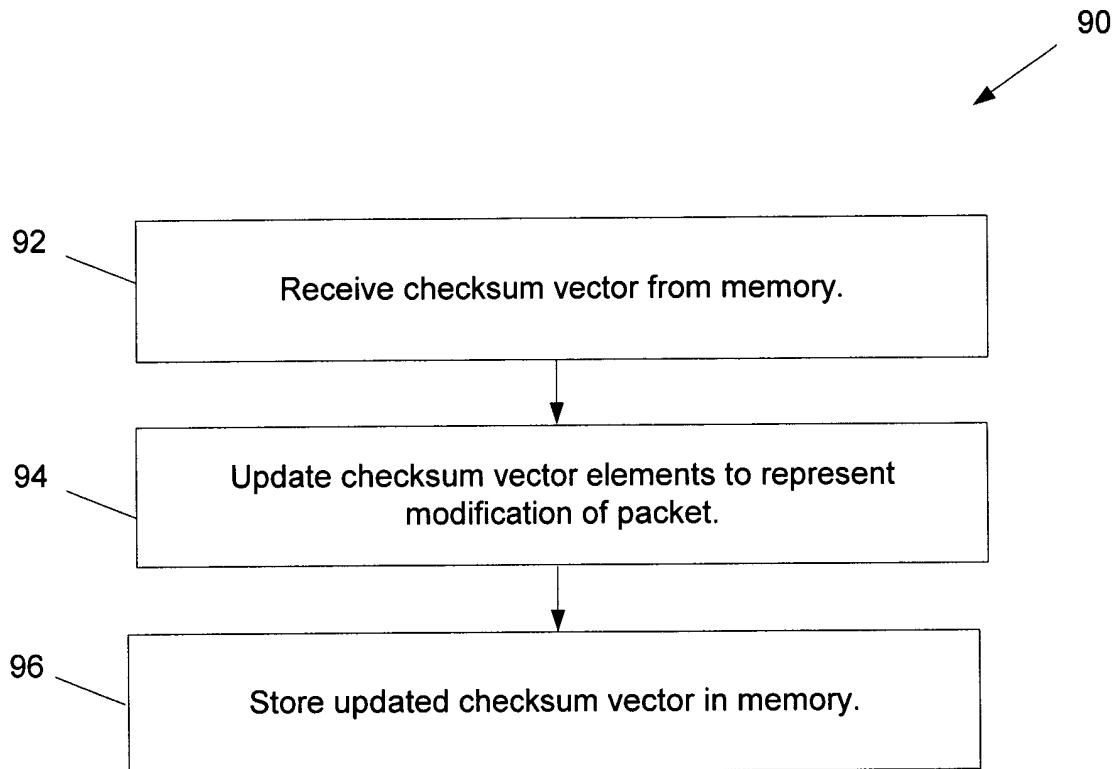 90
92
Receive checksum vector from memory.
94
Update checksum vector elements to represent
modification of packet.
96
Store updated checksum vector in memory.